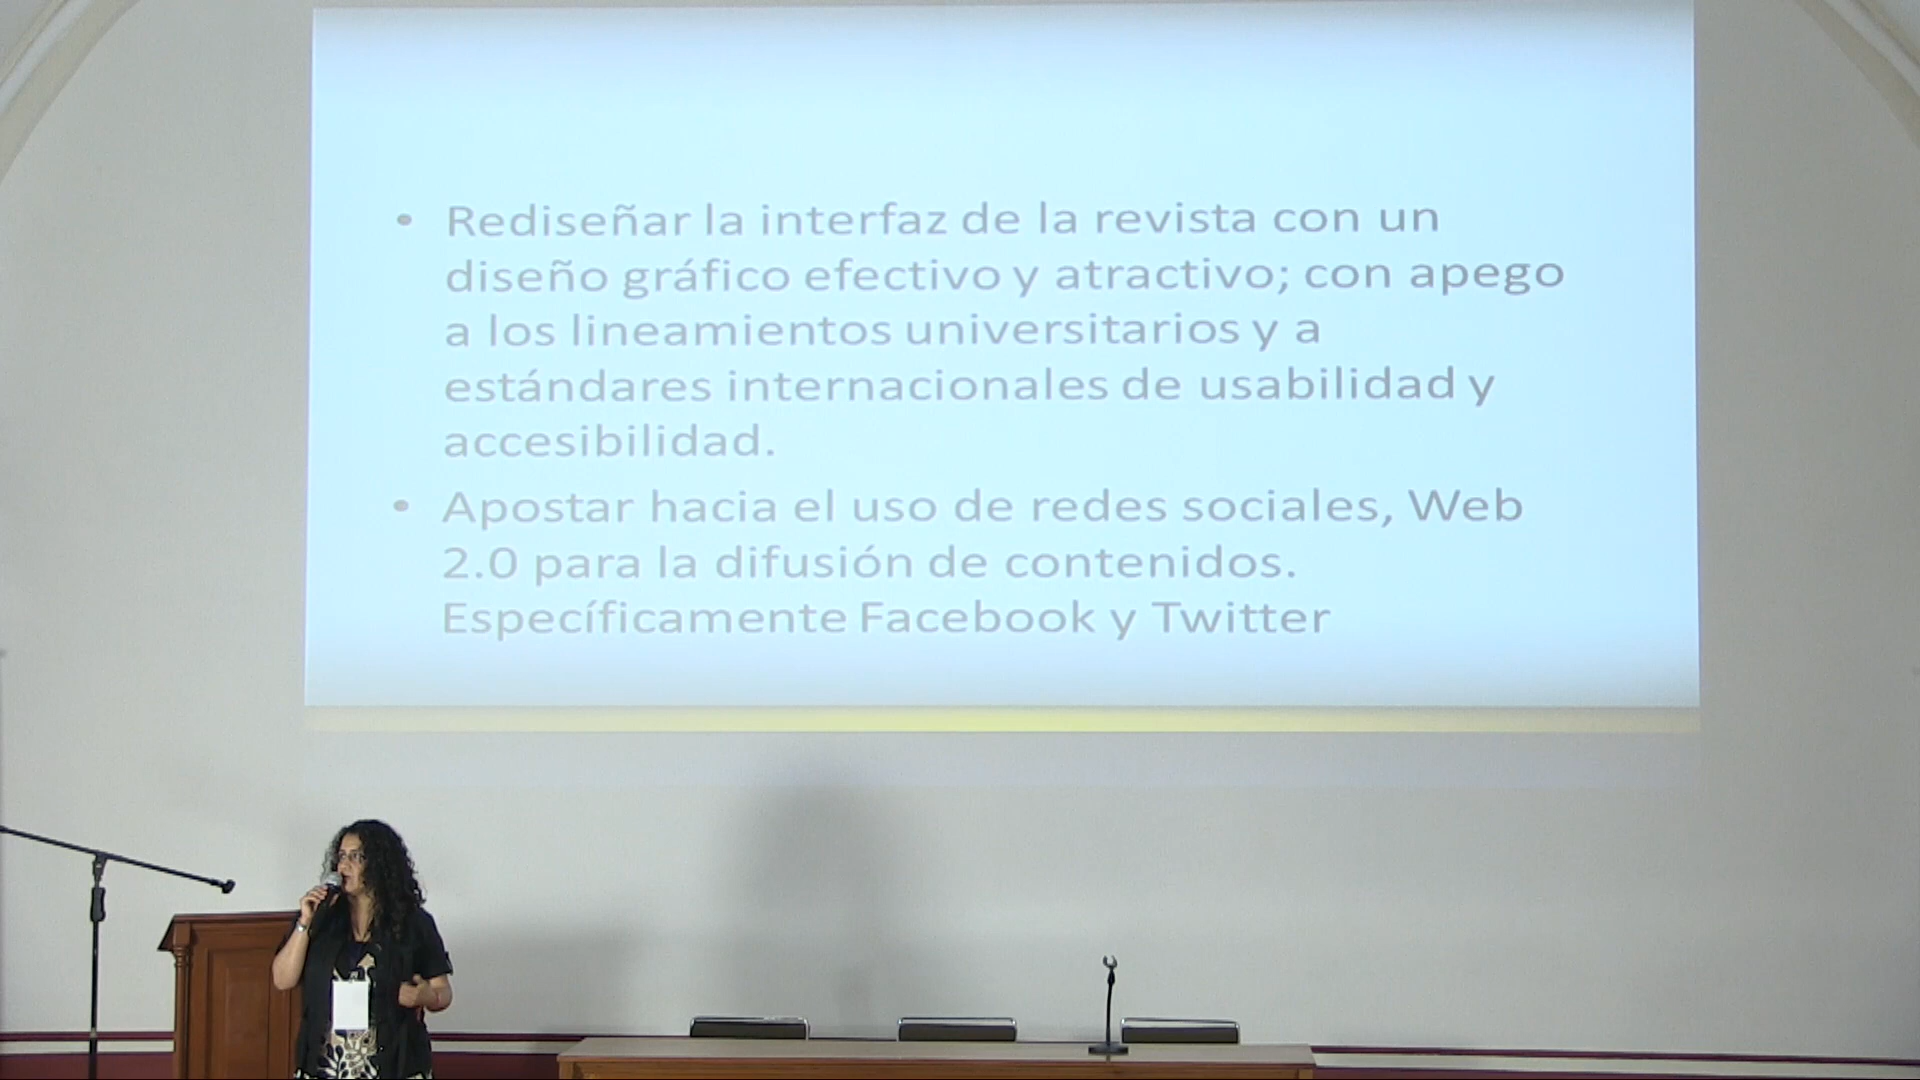 • Rediseñar la interfaz de la revista con un
diseño gráfico efectivo y atractivo; con apego
a los lineamientos universitarios y a
estándares internacionales de usabilidad y
accesibilidad.
• Apostar hacia el uso de redes sociales, Web
2.0 para la difusión de contenidos.
Específicamente Facebook y Twitter